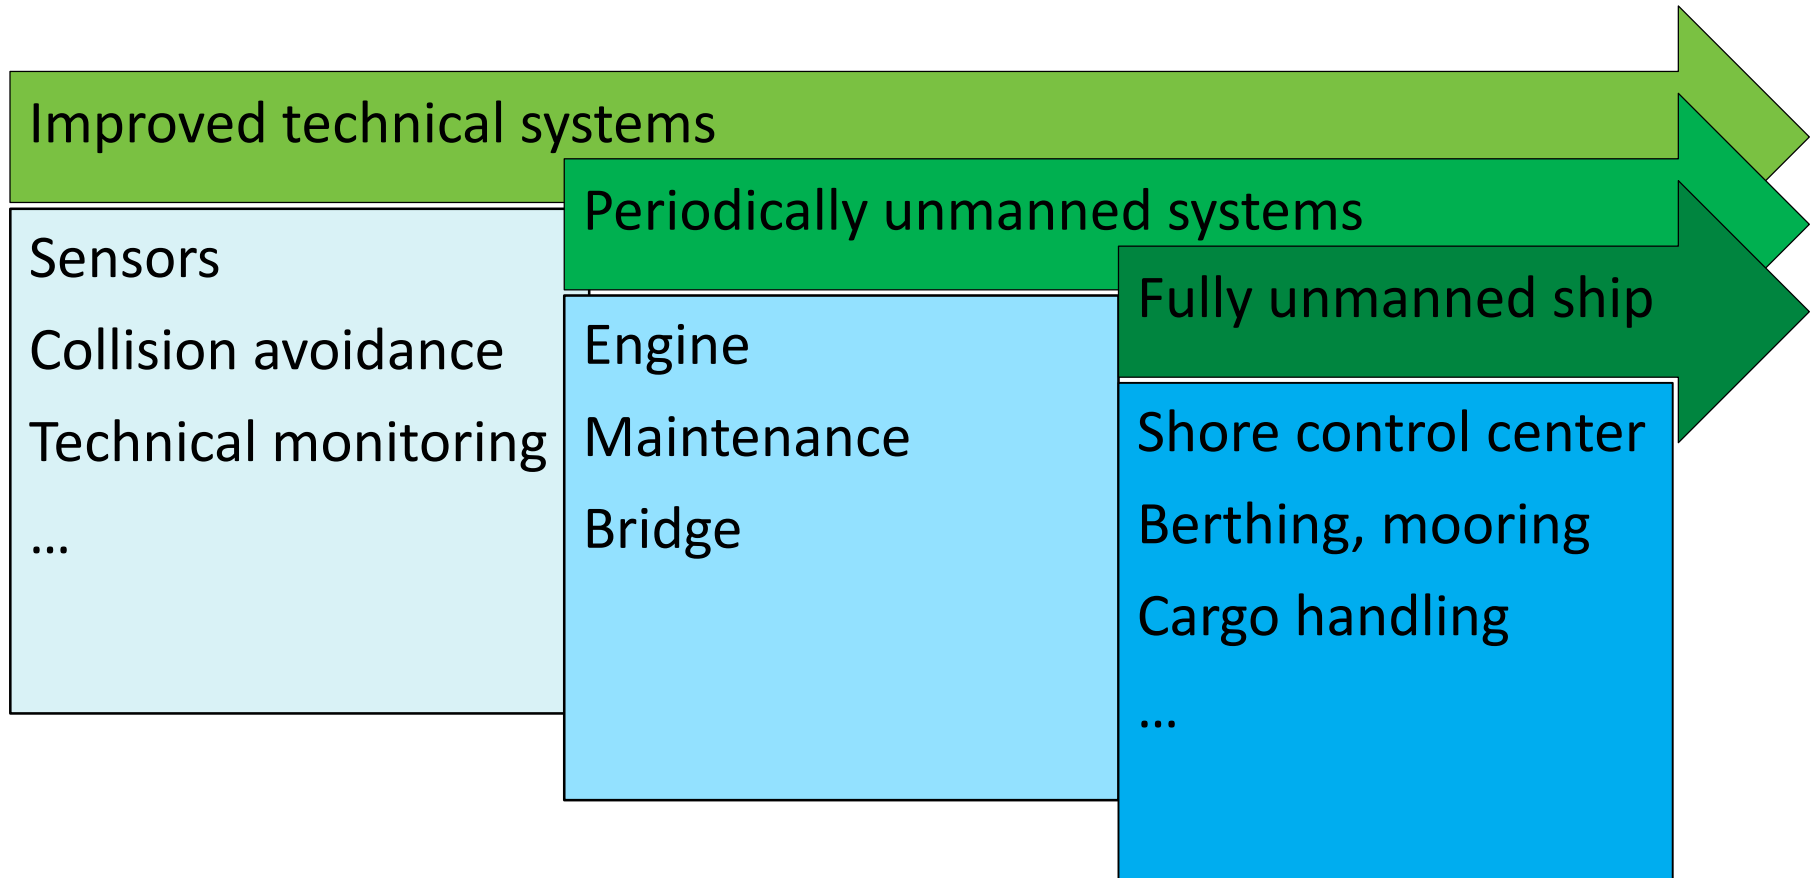 Improved technical systems
Sensors
Collision avoidance
Technical monitoring
...
Periodically unmanned systems
Engine
Maintenance
Bridge
Fully unmanned ship
Shore control center
Berthing, mooring
Cargo handling
...